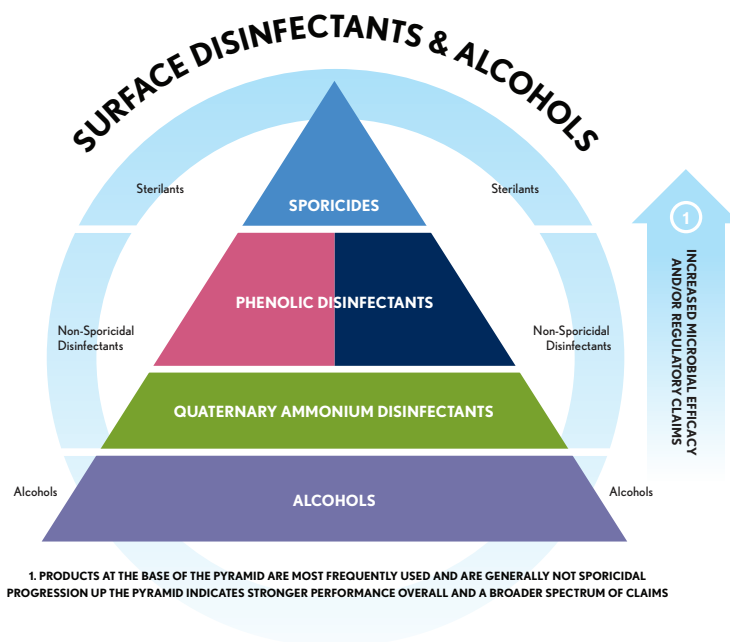 SURFACE DISINFECTANTS & ALCOHOLS
Sterilants
Sterilants
SPORICIDES
1
INCREASED MICROBIAL EFFICACY
AND/OR REGULATORY CLAIMS
PHENOLIC DISINFECTANTS
Non-Sporicidal
Disinfectants
Non-Sporicidal
Disinfectants
QUATERNARY AMMONIUM DISINFECTANTS
Alcohols
ALCOHOLS
Alcohols
1. PRODUCTS AT THE BASE OF THE PYRAMID ARE MOST FREQUENTLY USED AND ARE GENERALLY NOT SPORICIDAL
PROGRESSION UP THE PYRAMID INDICATES STRONGER PERFORMANCE OVERALL AND A BROADER SPECTRUM OF CLAIMS